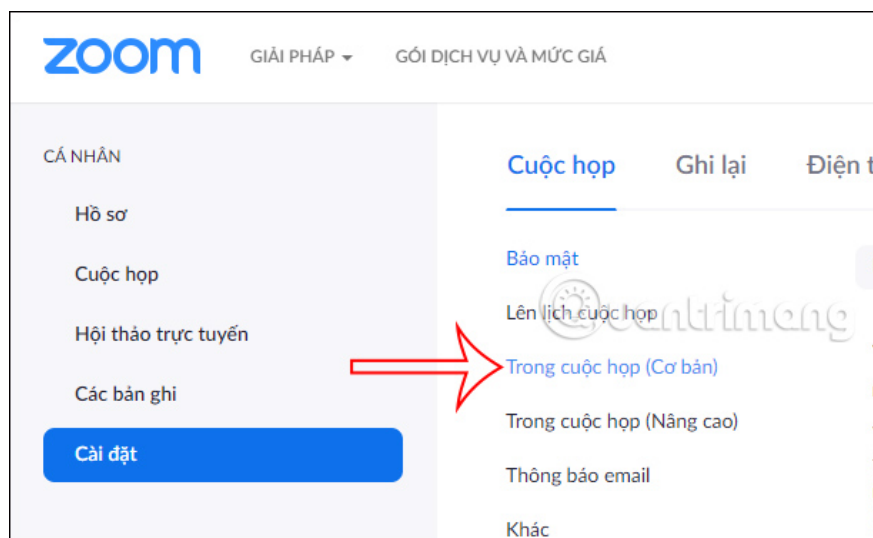 zoom GIẢI PHÁP GÓI DỊCH VỤ VÀ MỨC GIÁ
CÁ NHÂN
Hồ sơ
Cuộc họp
Hội thảo trực tuyến
Các bản ghi
Cài đặt
Cuộc họp Ghi lại Điện
Bảo mật
Lên lịch cuộc họp
Quantrimang
Trong cuộc họp (Cơ bản)
Trong cuộc họp (Nâng cao)
Thông báo email
Khác